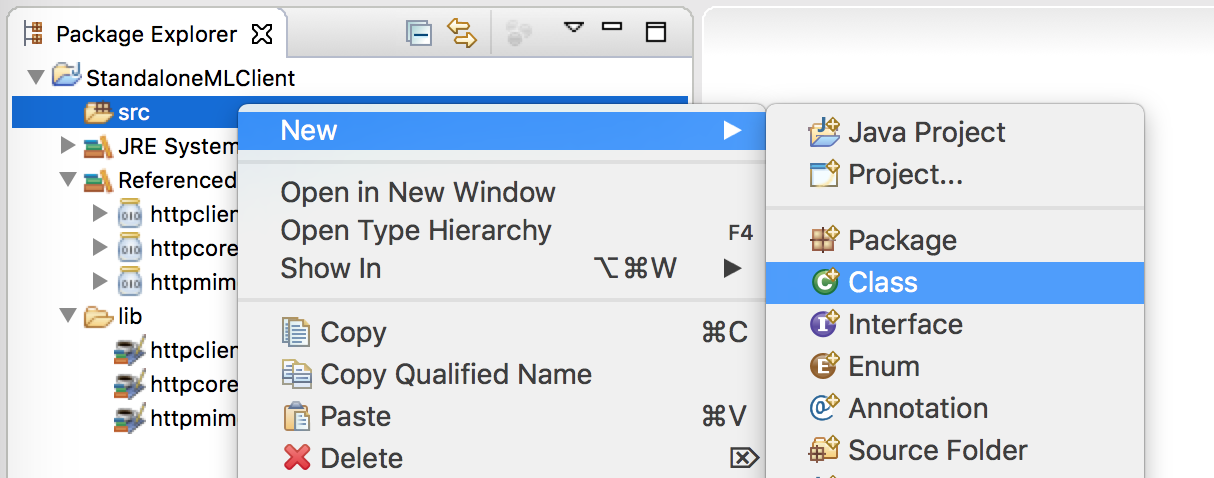 Package Explorer
StandaloneMLClient
src
JRE System
Referenced
httpclien
httpcore
httpmim
lib
httpclien
httpcore
httpmim
New
Open in New Window
Open Type Hierarchy F4
Show In ⌥⌘W
Copy ⌘C
Copy Qualified Name
Paste ⌘V
Delete ⌦
Java Project
Project...
Package
Class
Interface
Enum
Annotation
Source Folder